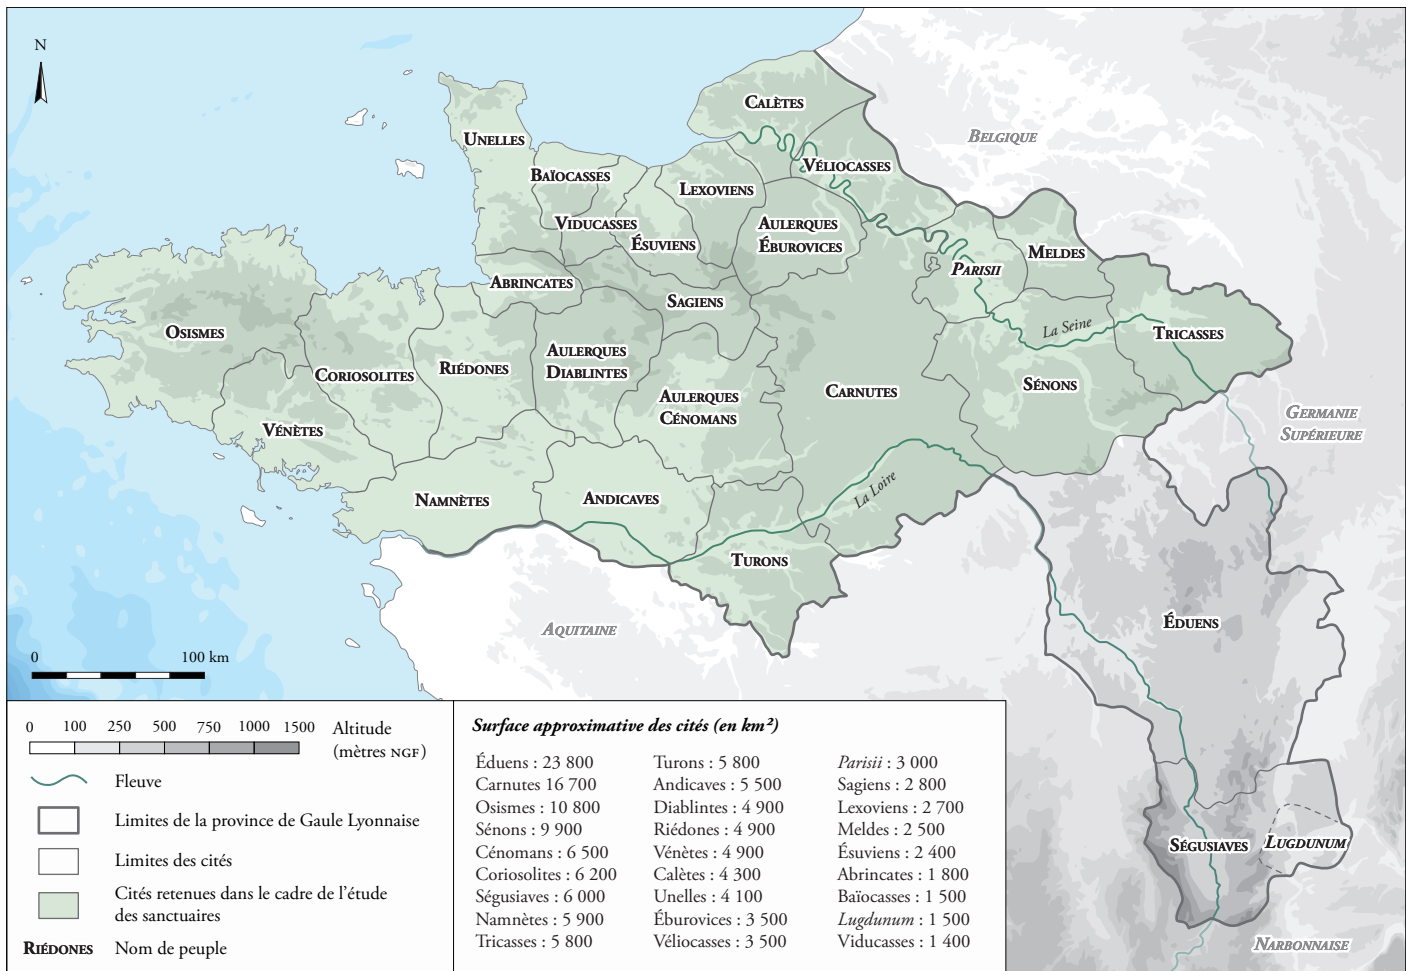 N
CALÈTES
BELGIQUE
UNELLES
VÉLIOCASSES
BAÏOCASSES
LEXOVIENS
VIDUCASSES
AULERQUES
ÉBUROVICES
ÉSUVIENS
MELDES
PARISII
ABRINCATES
SAGIENS
OSISMES
La Seine
TRICASSES
AULERQUES
DIABLINTES
RIÉDONES
CORIOSOLITES
SÉNONS
CARNUTES
AULERQUES
CÉNOMANS
GERMANIE
SUPÉRIEURE
VÉNÈTES
La Loire
NAMNÈTES
ANDICAVES
TURONS
AQUITAINE
ÉDUENS
0 100 km
SÉGUSIAVES
LUGDUNUM
NARBONNAISE
0 100 250 500 750 1000 1500 Altitude
(mètres NGF)
Fleuve
Limites de la province de Gaule Lyonnaise
Limites des cités
Cités retenues dans le cadre de l'étude
des sanctuaires
RIÉDONES Nom de peuple
Surface approximative des cités (en km²)
Éduens : 23 800
Carnutes 16 700
Osismes : 10 800
Sénons : 9 900
Cénomans : 6 500
Coriosolites : 6 200
Ségusiaves : 6 000
Namnètes : 5 900
Tricasses : 5 800
Turons : 5 800
Andicaves : 5 500
Diablintes : 4 900
Riédones : 4 900
Vénètes : 4 900
Calètes : 4 300
Unelles : 4 100
Éburovices : 3 500
Véliocasses : 3 500
Parisii : 3 000
Sagiens : 2 800
Lexoviens : 2 700
Meldes : 2 500
Ésuviens : 2 400
Abrincates : 1 800
Baïocasses : 1 500
Lugdunum : 1 500
Viducasses : 1 400